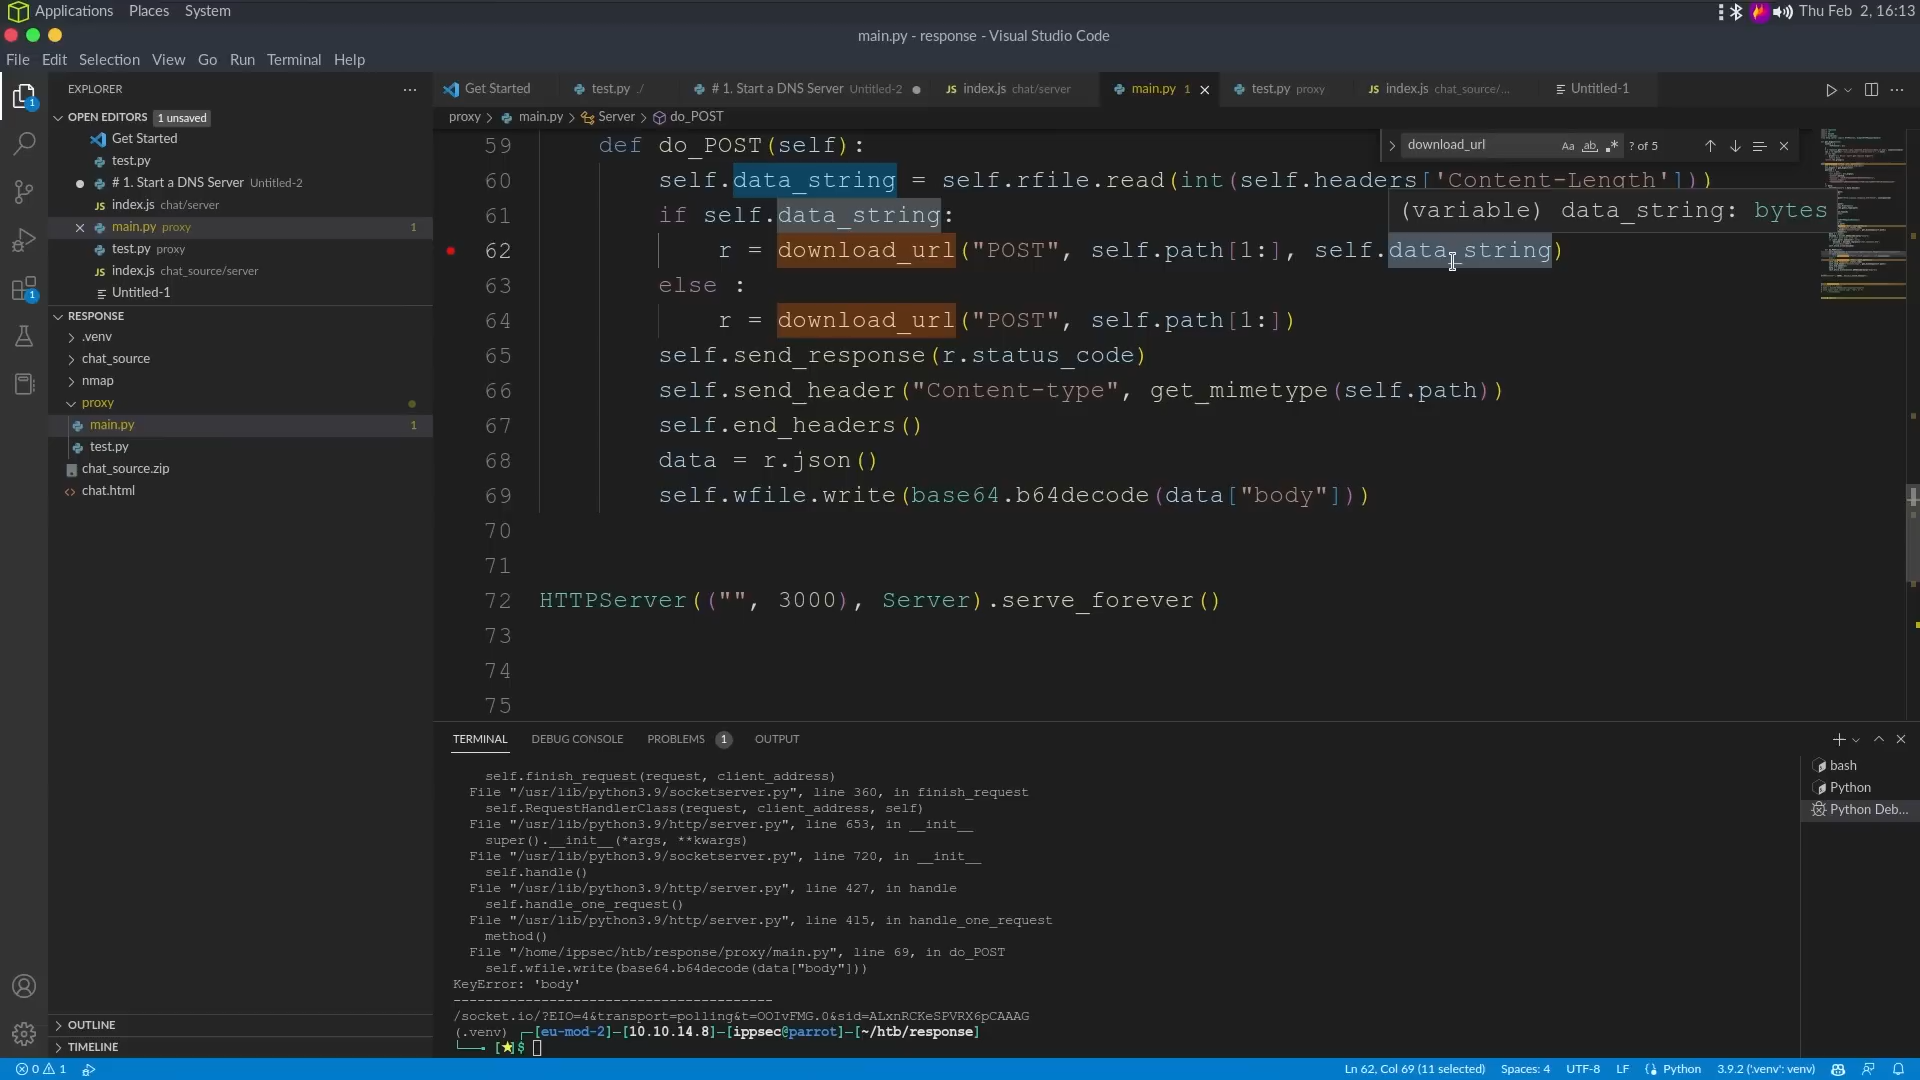 Applications Places System Thu Feb 2, 16:13
main.py - response - Visual Studio Code
File Edit Selection View Go Run Terminal Help
EXPLORER
OPEN EDITORS 1 unsaved
Get Started
test.py
# 1. Start a DNS Server Untitled-2
index.js chat/server
main.py proxy 1
test.py proxy
index.js chat_source/server
Untitled-1
RESPONSE
.venv
chat_source
nmap
proxy
main.py 1
test.py
chat_source.zip
chat.html
OUTLINE
TIMELINE
Get Started test.py ./ # 1. Start a DNS Server Untitled-2 index.js chat/server main.py 1 test.py proxy index.js chat_source/... Untitled-1
proxy > main.py > Server > do_POST
download_url Aa ab ? of 5
59 def do_POST(self):
60 self.data_string = self.rfile.read(int(self.headers['Content-Length']))
61 if self.data_string:
(variable) data_string: bytes
62 r = download_url("POST", self.path[1:], self.data_string)
63 else :
64 r = download_url("POST", self.path[1:])
65 self.send_response(r.status_code)
66 self.send_header("Content-type", get_mimetype(self.path))
67 self.end_headers()
68 data = r.json()
69 self.wfile.write(base64.b64decode(data["body"]))
70
71
72 HTTPServer(("", 3000), Server).serve_forever()
73
74
75
TERMINAL DEBUG CONSOLE PROBLEMS 1 OUTPUT
self.finish_request(request, client_address)
File "/usr/lib/python3.9/socketserver.py", line 360, in finish_request
self.RequestHandlerClass(request, client_address, self)
File "/usr/lib/python3.9/http/server.py", line 653, in __init__
super().__init__(*args, **kwargs)
File "/usr/lib/python3.9/socketserver.py", line 720, in __init__
self.handle()
File "/usr/lib/python3.9/http/server.py", line 427, in handle
self.handle_one_request()
File "/usr/lib/python3.9/http/server.py", line 415, in handle_one_request
method()
File "/home/ippsec/htb/response/proxy/main.py", line 69, in do_POST
self.wfile.write(base64.b64decode(data["body"]))
KeyError: 'body'
----------------------------------------
/socket.io/?EIO=4&transport=polling&t=OOIvFMG.0&sid=ALxnRCKeSPVRX6pCAAAG
(.venv) ┌─[eu-mod-2]─[10.10.14.8]─[ippsec@parrot]─[~/htb/response]
└──╼ [★]$
bash
Python
Python Deb...
0 1 Ln 62, Col 69 (11 selected) Spaces: 4 UTF-8 LF Python 3.9.2 ('.venv': venv)